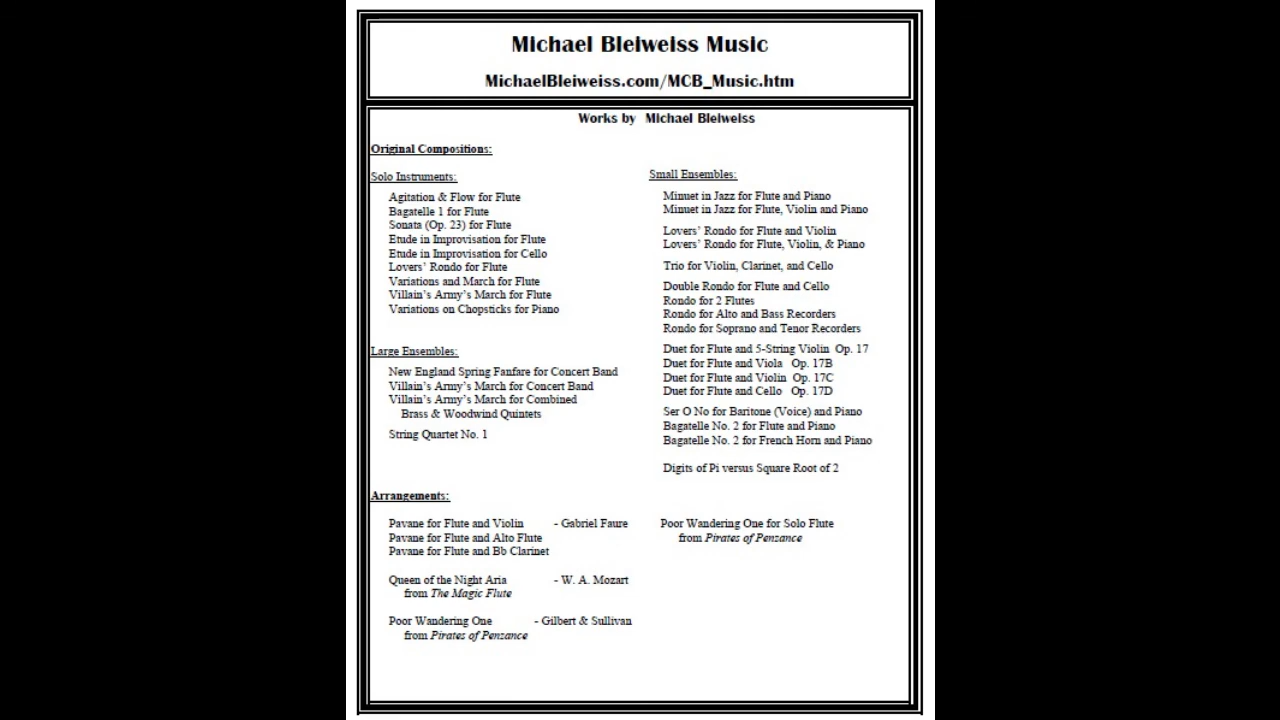 Michael Bleiweiss Music
MichaelBleiweiss.com/MCB_Music.htm
Works by Michael Bleiweiss
Original Compositions:
Solo Instruments:
Agitation & Flow for Flute
Bagatelle 1 for Flute
Sonata (Op. 23) for Flute
Etude in Improvisation for Flute
Etude in Improvisation for Cello
Lovers' Rondo for Flute
Variations and March for Flute
Villain's Army's March for Flute
Variations on Chopsticks for Piano
Large Ensembles:
New England Spring Fanfare for Concert Band
Villain's Army's March for Concert Band
Villain's Army's March for Combined
Brass & Woodwind Quintets
String Quartet No. 1
Small Ensembles:
Minuet in Jazz for Flute and Piano
Minuet in Jazz for Flute, Violin and Piano
Lovers' Rondo for Flute and Violin
Lovers' Rondo for Flute, Violin, & Piano
Trio for Violin, Clarinet, and Cello
Double Rondo for Flute and Cello
Rondo for 2 Flutes
Rondo for Alto and Bass Recorders
Rondo for Soprano and Tenor Recorders
Duet for Flute and 5-String Violin Op. 17
Duet for Flute and Viola Op. 17B
Duet for Flute and Violin Op. 17C
Duet for Flute and Cello Op. 17D
Ser O No for Baritone (Voice) and Piano
Bagatelle No. 2 for Flute and Piano
Bagatelle No. 2 for French Horn and Piano
Digits of Pi versus Square Root of 2
Arrangements:
Pavane for Flute and Violin - Gabriel Faure
Pavane for Flute and Alto Flute
Pavane for Flute and Bb Clarinet
Queen of the Night Aria - W. A. Mozart
from The Magic Flute
Poor Wandering One - Gilbert & Sullivan
from Pirates of Penzance
Poor Wandering One for Solo Flute
from Pirates of Penzance